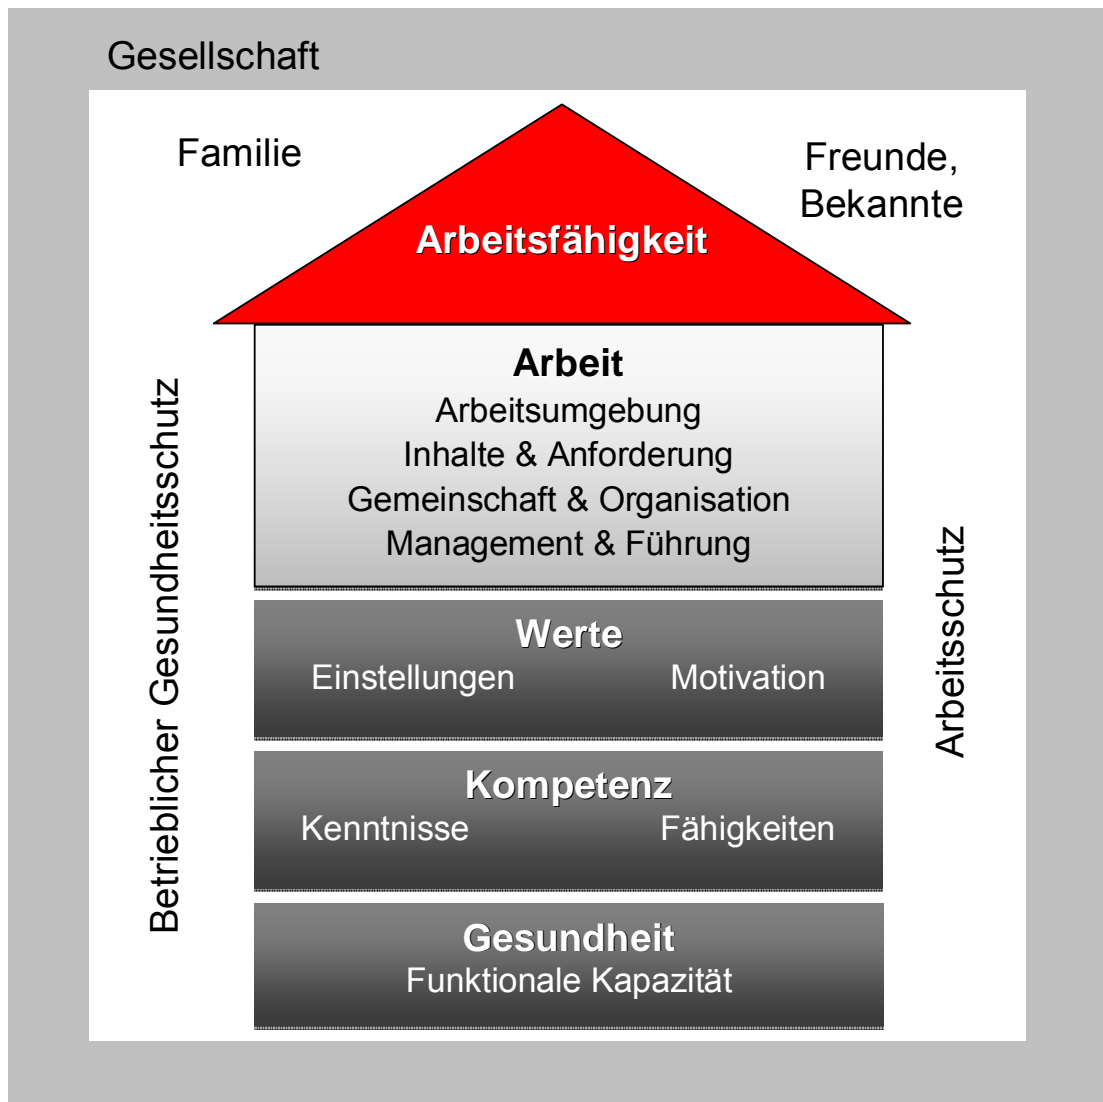 Gesellschaft
Familie
Freunde,
Bekannte
Arbeitsfähigkeit
Arbeit
Arbeitsumgebung
Inhalte & Anforderung
Gemeinschaft & Organisation
Management & Führung
Betrieblicher Gesundheitsschutz
Arbeitsschutz
Werte
Einstellungen Motivation
Kompetenz
Kenntnisse Fähigkeiten
Gesundheit
Funktionale Kapazität